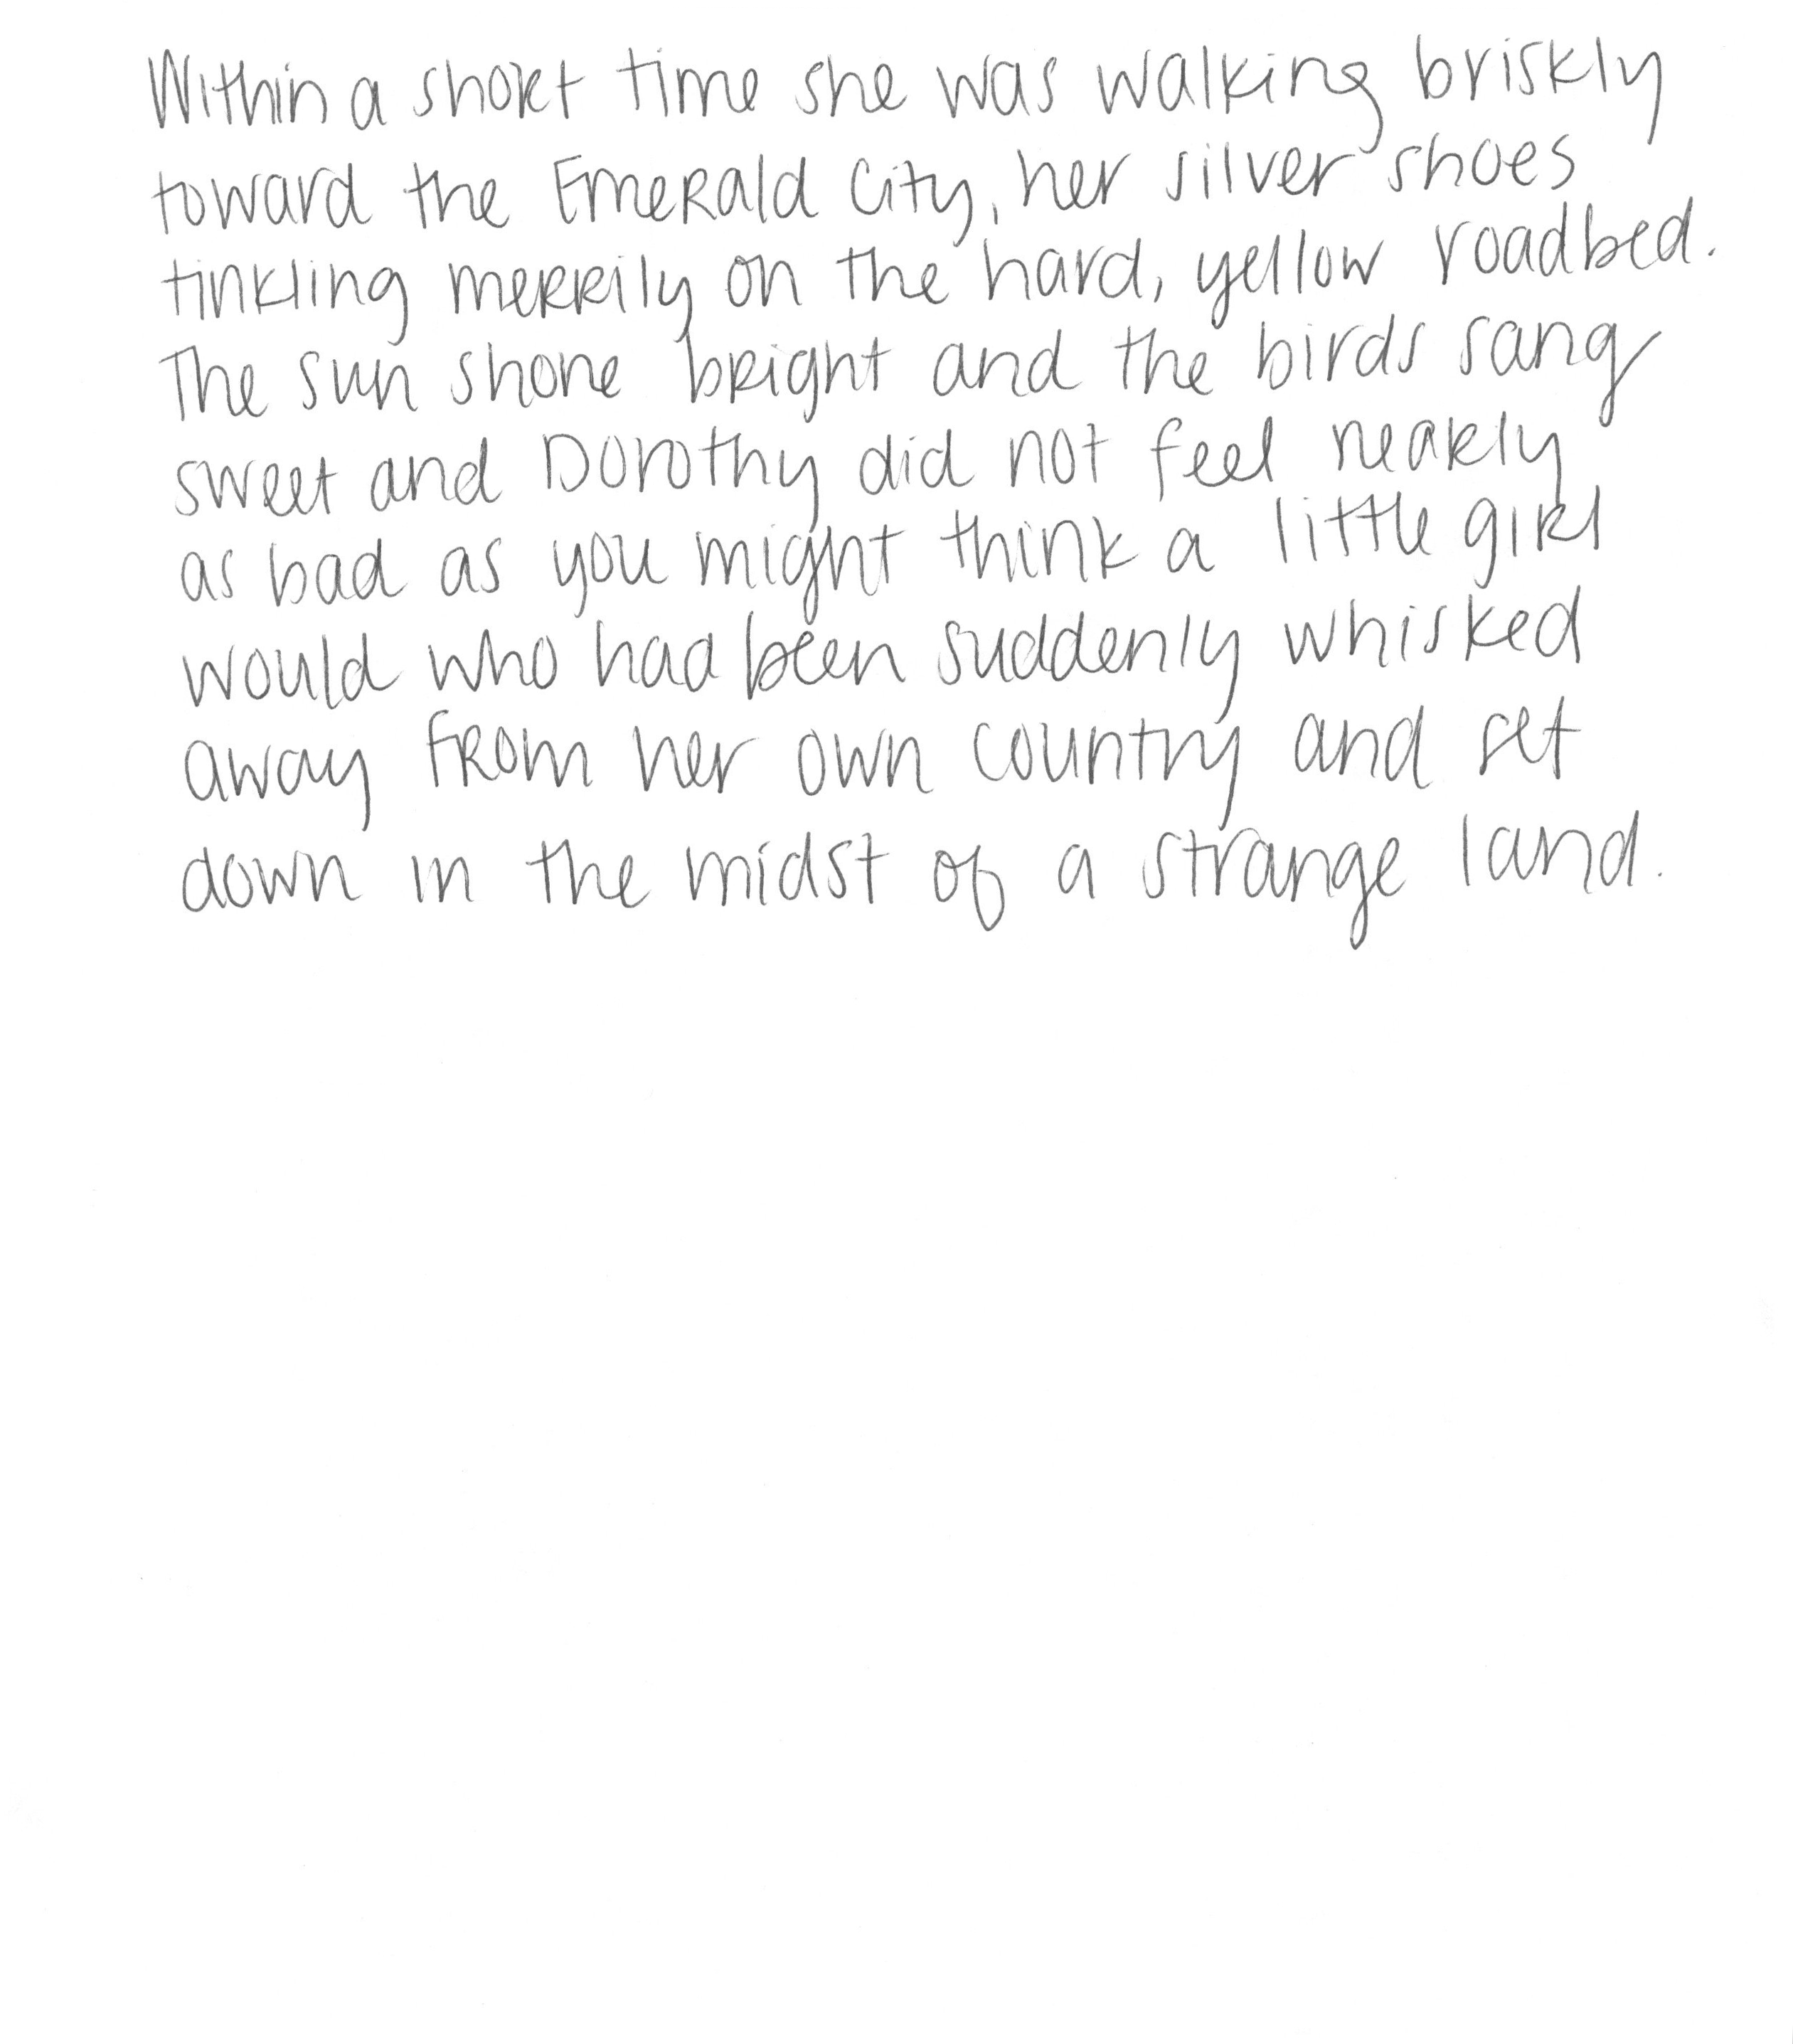 Within a short time she was walking briskly
toward the Emerald City, her silver shoes
tinkling merrily on the hard, yellow roadbed.
The sun shone bright and the birds sang
sweet and Dorothy did not feel nearly
as bad as you might think a little girl
would who had been suddenly whisked
away from her own country and set
down in the midst of a strange land.